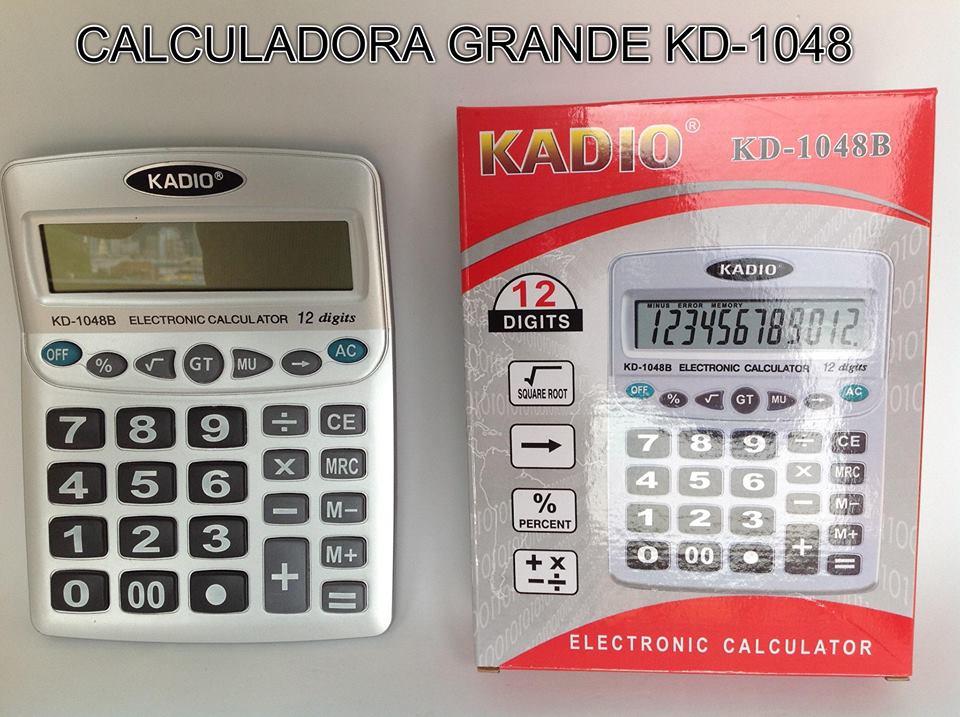 CALCULADORA GRANDE KD-1048
KADIO®
KD-1048B ELECTRONIC CALCULATOR 12 digits
OFF % √ GT MU → AC
7 8 9 ÷ CE
4 5 6 × MRC
1 2 3 − M−
0 00 • + M+
=
KADIO® KD-1048B
12
DIGITS
√
SQUARE ROOT
→
%
PERCENT
+ ×
− ÷
KADIO®
MINUS ERROR MEMORY
123456789012.
KD-1048B ELECTRONIC CALCULATOR 12 digits
OFF % √ GT MU → AC
7 8 9 ÷ CE
4 5 6 × MRC
1 2 3 − M−
0 00 • + M+
=
ELECTRONIC CALCULATOR